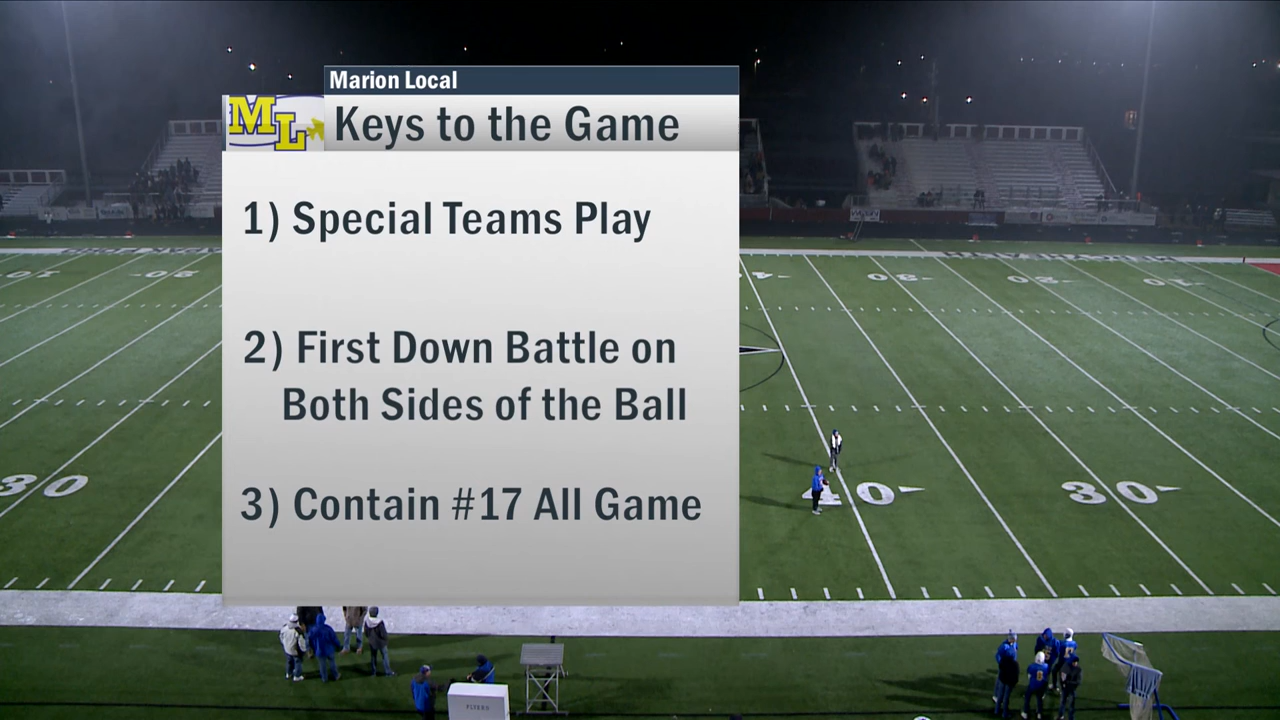 Marion Local
ML
Keys to the Game
1) Special Teams Play
2) First Down Battle on
Both Sides of the Ball
3) Contain #17 All Game
40
30
30
FLYERS